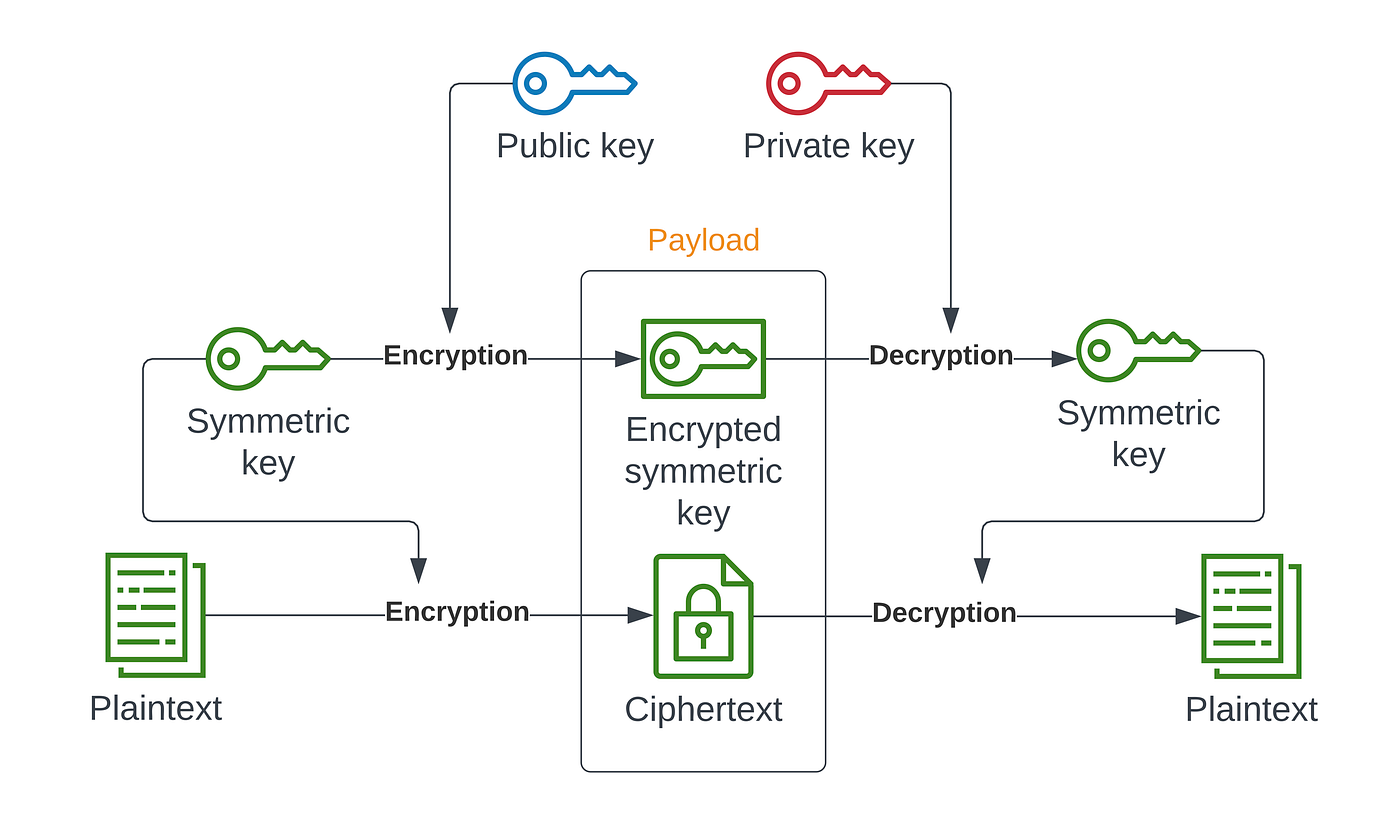 Public key
Private key
Payload
Encryption
Decryption
Symmetric
key
Encrypted
symmetric
key
Symmetric
key
Encryption
Decryption
Plaintext
Ciphertext
Plaintext